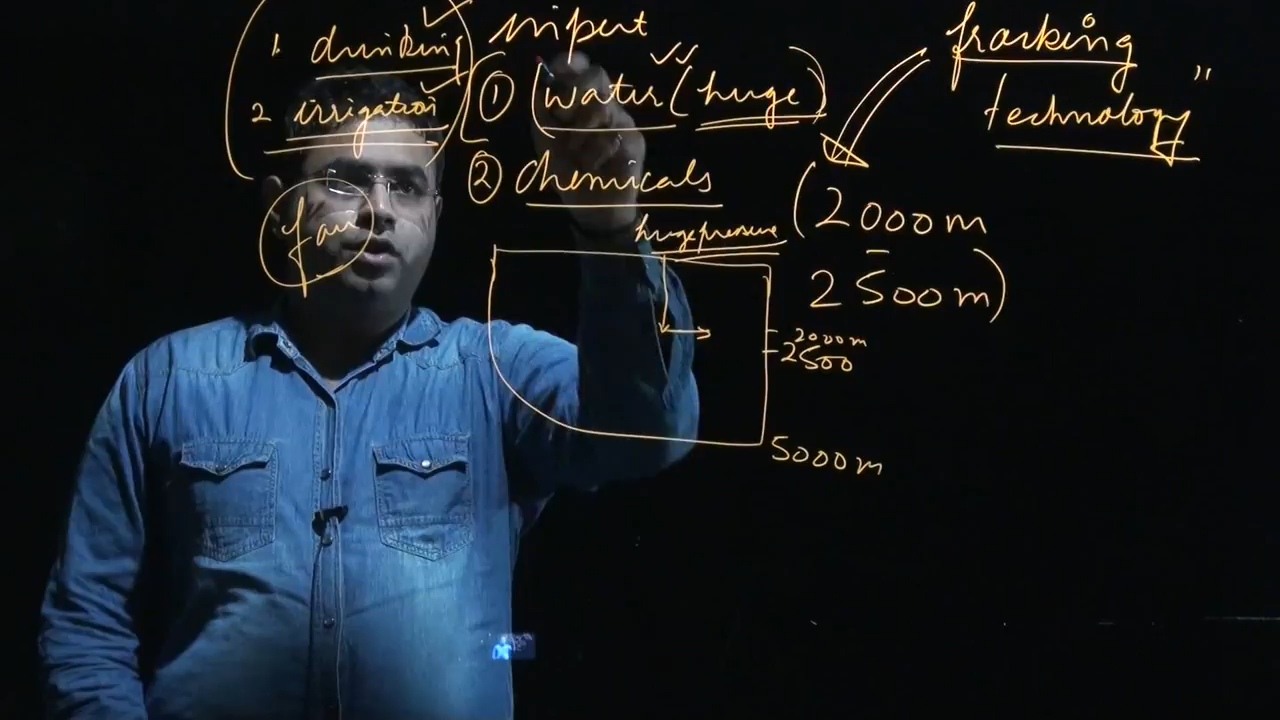 1. drinking
2 irrigation
input
① (water (huge)
② chemicals
fracking
technology"
(2000m
2500m)
huge pressure
2000m
2500
5000m